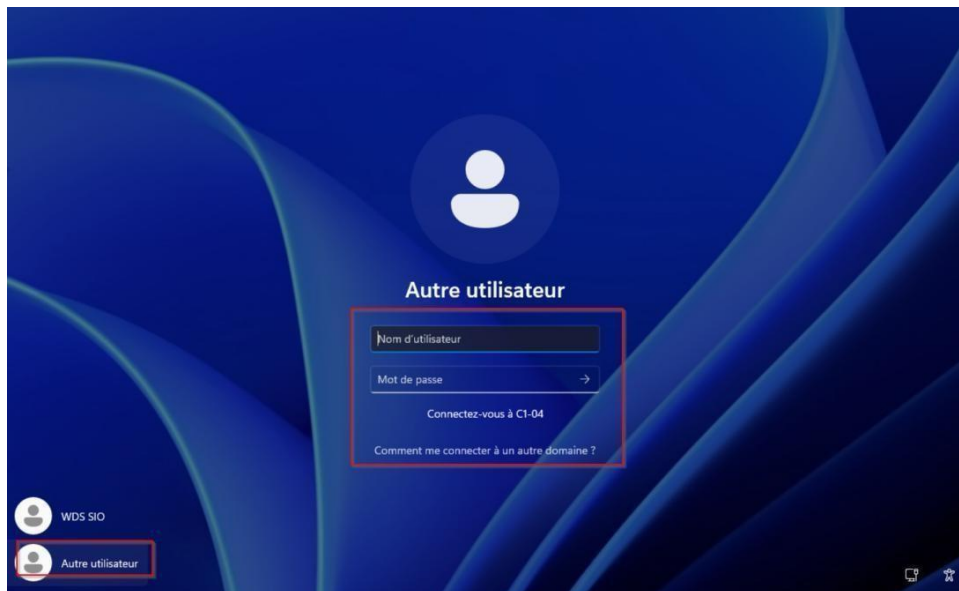 Autre utilisateur
Nom d'utilisateur
Mot de passe
Connectez-vous à C1-04
Comment me connecter à un autre domaine ?
WDS SIO
Autre utilisateur